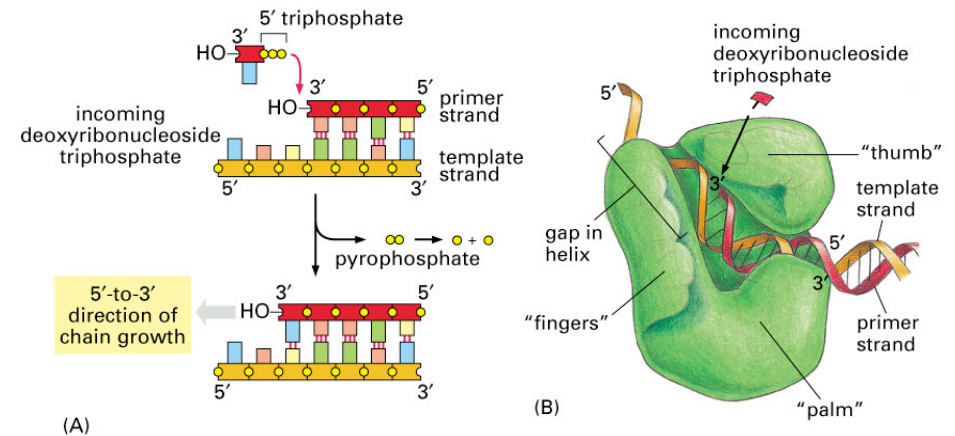 5′ triphosphate
3′
HO
3′
5′
HO
primer
strand
incoming
deoxyribonucleoside
triphosphate
template
strand
5′
3′
pyrophosphate
+
5′-to-3′
direction of
chain growth
3′
5′
HO
5′
3′
(A)
incoming
deoxyribonucleoside
triphosphate
5′
"thumb"
3′
template
strand
gap in
helix
5′
3′
"fingers"
primer
strand
"palm"
(B)